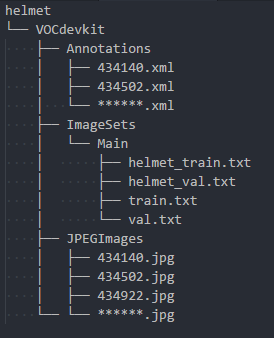 helmet
└── VOCdevkit
    ├── Annotations
    │   ├── 434140.xml
    │   ├── 434502.xml
    │   └── ******.xml
    ├── ImageSets
    │   └── Main
    │       ├── helmet_train.txt
    │       ├── helmet_val.txt
    │       ├── train.txt
    │       └── val.txt
    ├── JPEGImages
    │   ├── 434140.jpg
    │   ├── 434502.jpg
    │   ├── 434922.jpg
    └── └── ******.jpg